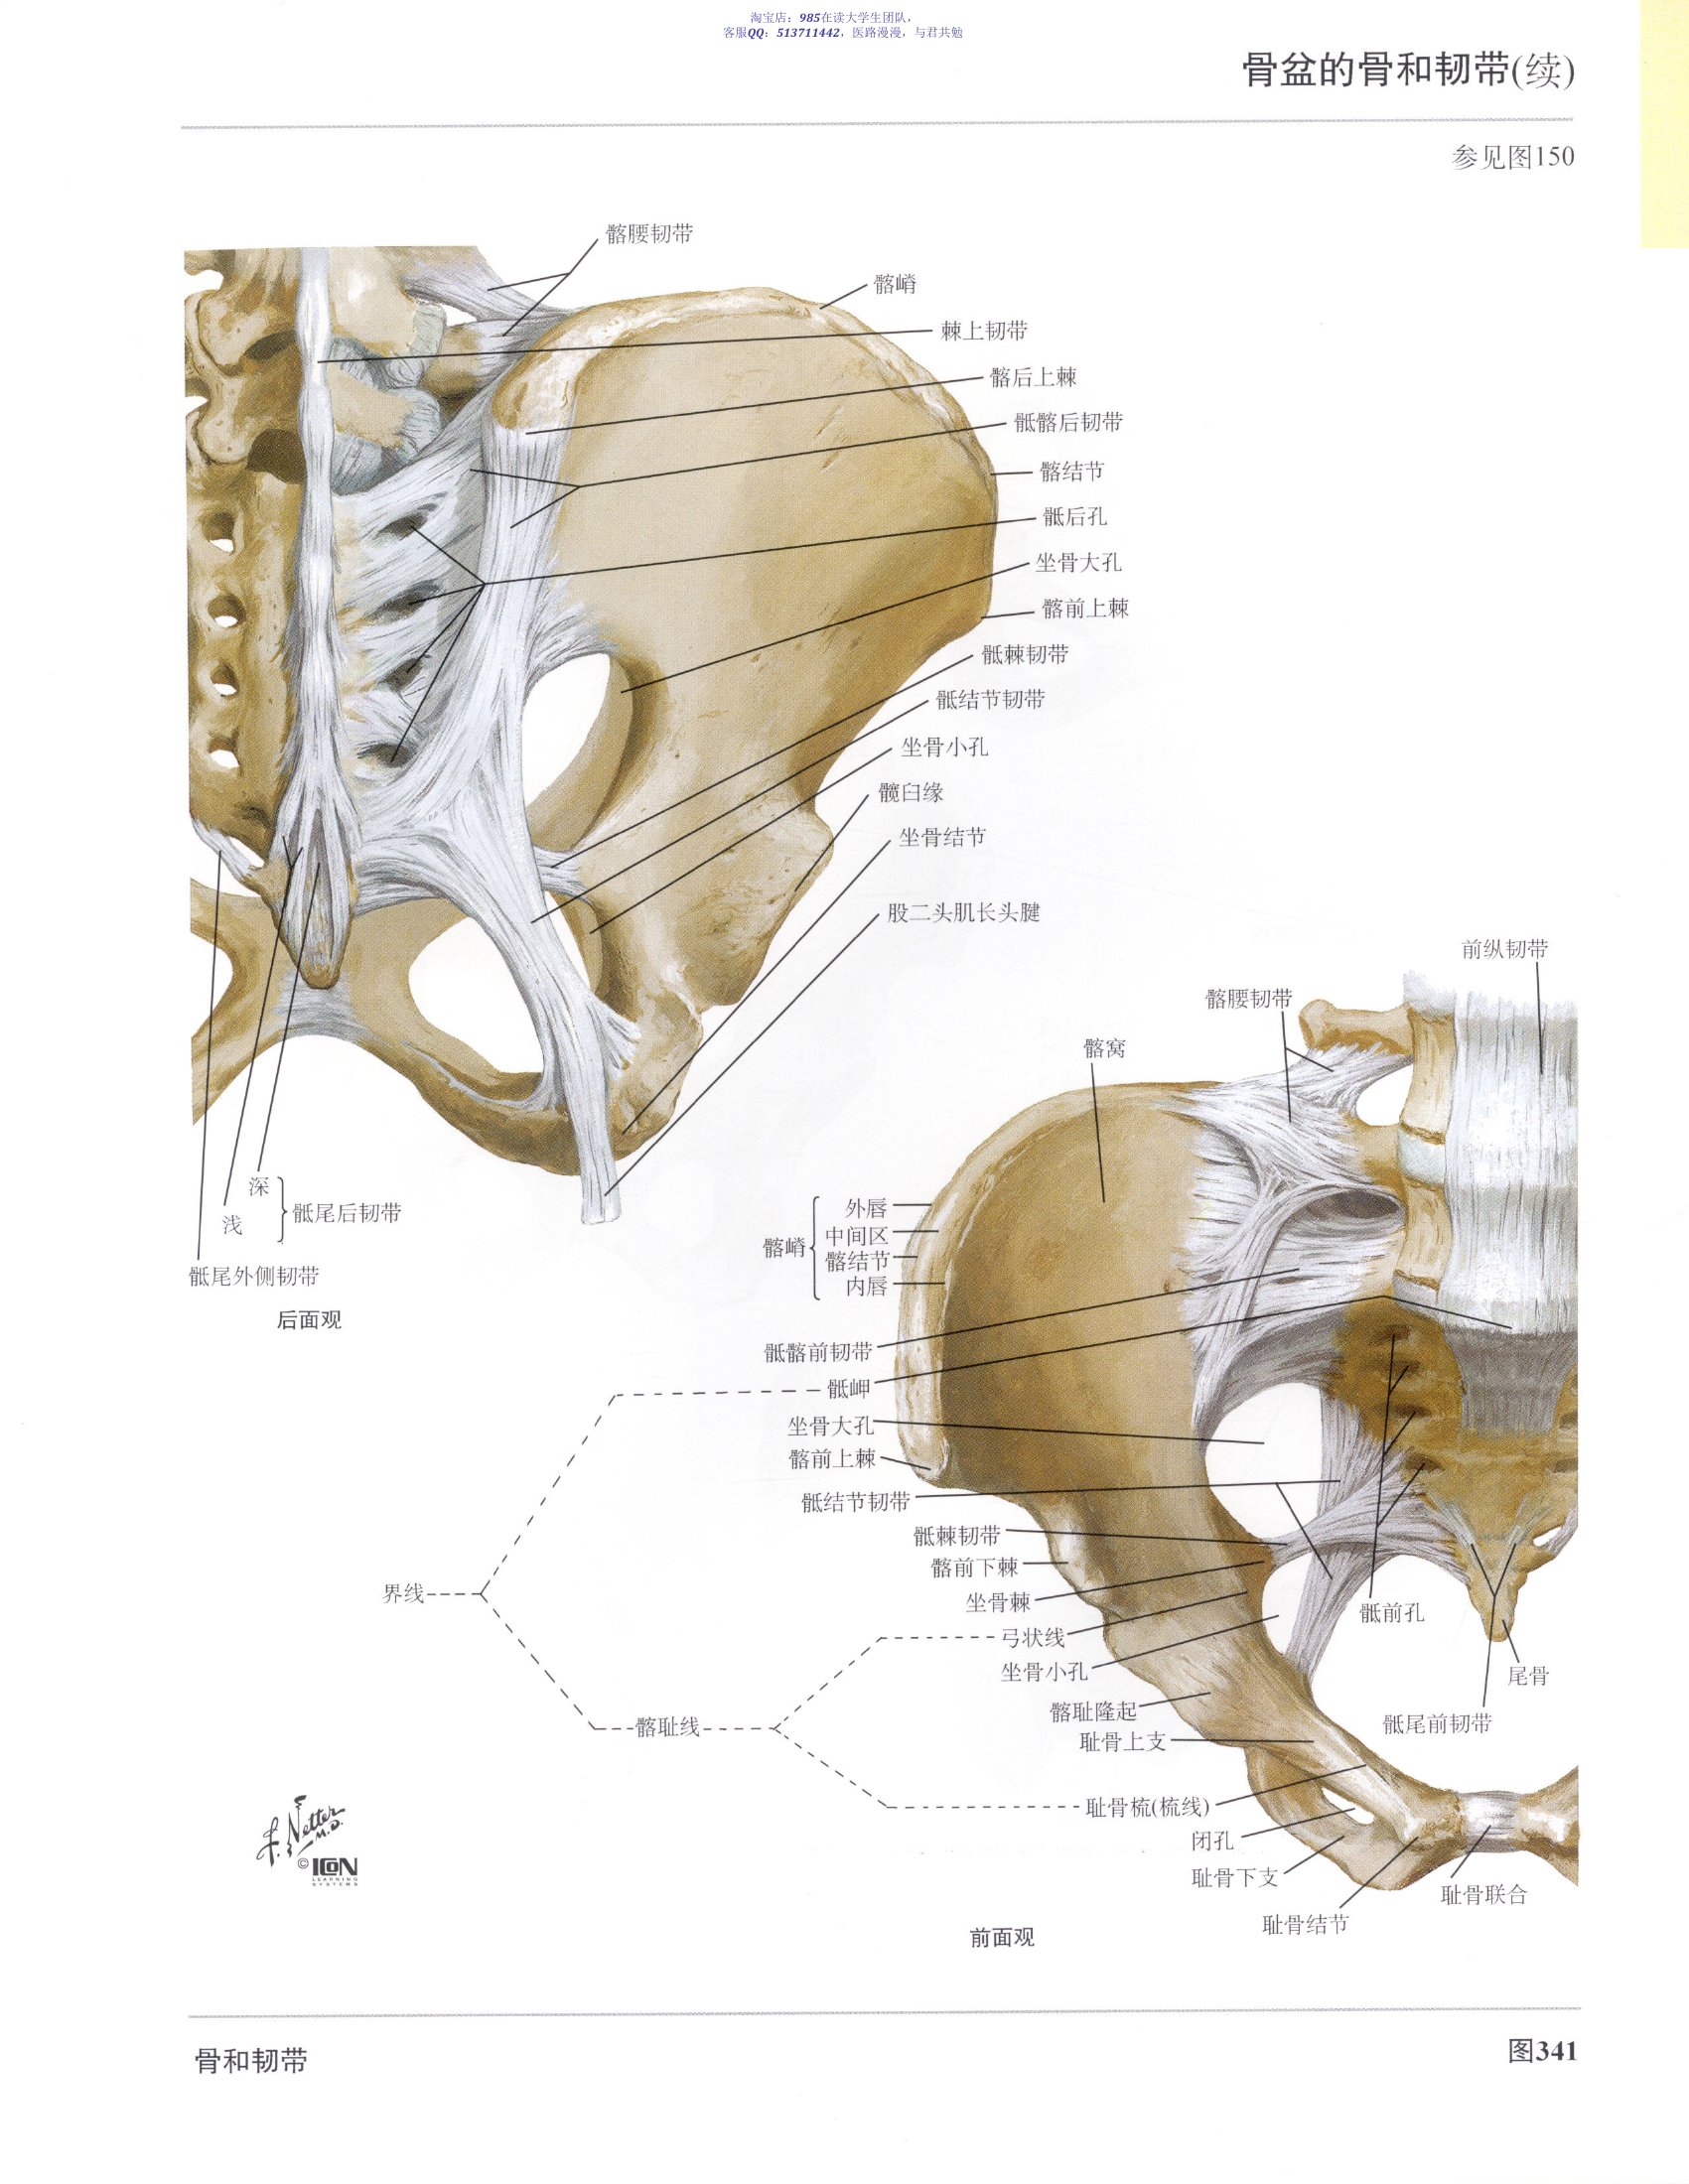 淘宝店：985在读大学生团队，
客服QQ：513711442，医路漫漫，与君共勉
骨盆的骨和韧带(续)
参见图150
髂腰韧带
髂嵴
棘上韧带
髂后上棘
骶髂后韧带
髂结节
骶后孔
坐骨大孔
髂前上棘
骶棘韧带
骶结节韧带
坐骨小孔
髋臼缘
坐骨结节
股二头肌长头腱
深
浅
骶尾后韧带
骶尾外侧韧带
后面观
前纵韧带
髂腰韧带
髂窝
外唇
中间区
髂嵴
髂结节
内唇
骶髂前韧带
骶岬
坐骨大孔
髂前上棘
骶结节韧带
骶棘韧带
髂前下棘
界线
坐骨棘
骶前孔
弓状线
坐骨小孔
尾骨
髂耻隆起
髂耻线
骶尾前韧带
耻骨上支
耻骨梳(梳线)
闭孔
耻骨下支
耻骨联合
耻骨结节
前面观
F. Netter
M.D.
© ICON
LEARNING
SYSTEMS
骨和韧带
图341